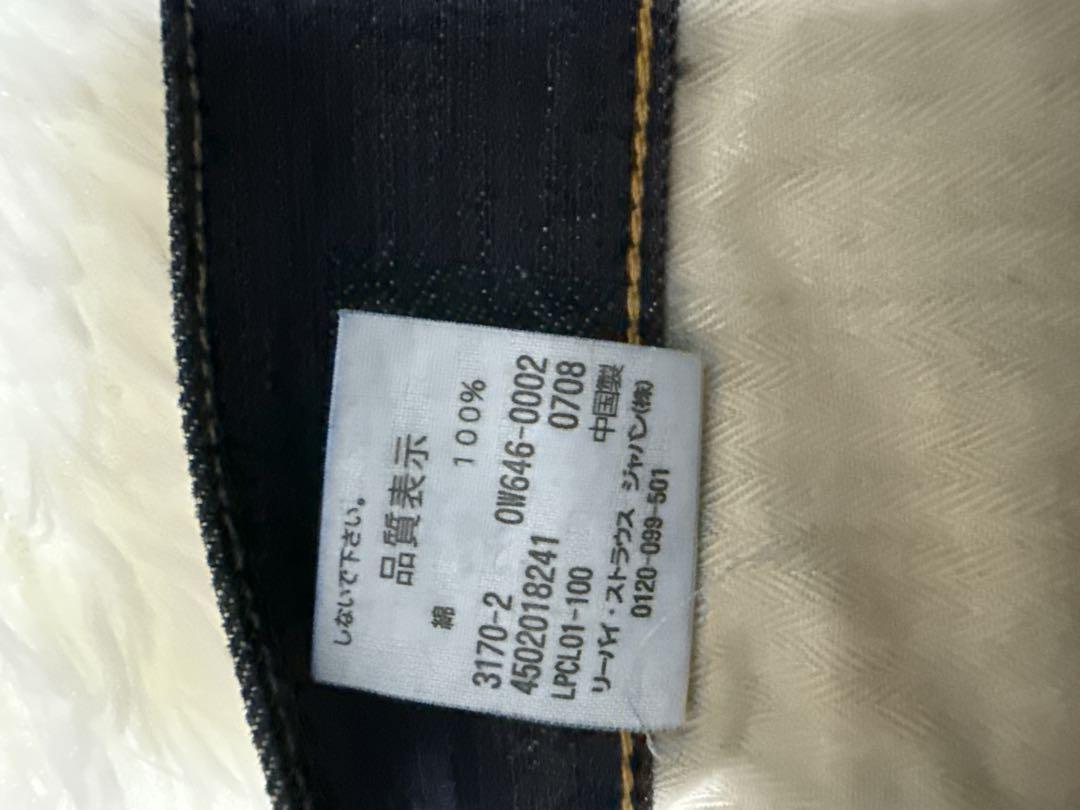 しないで下さい。
品質表示
綿 100%
3170-2 0W646-0002
4502018241 0708
LPCL01-100 中国製
リーバイ・ストラウス ジャパン(株)
0120-099-501